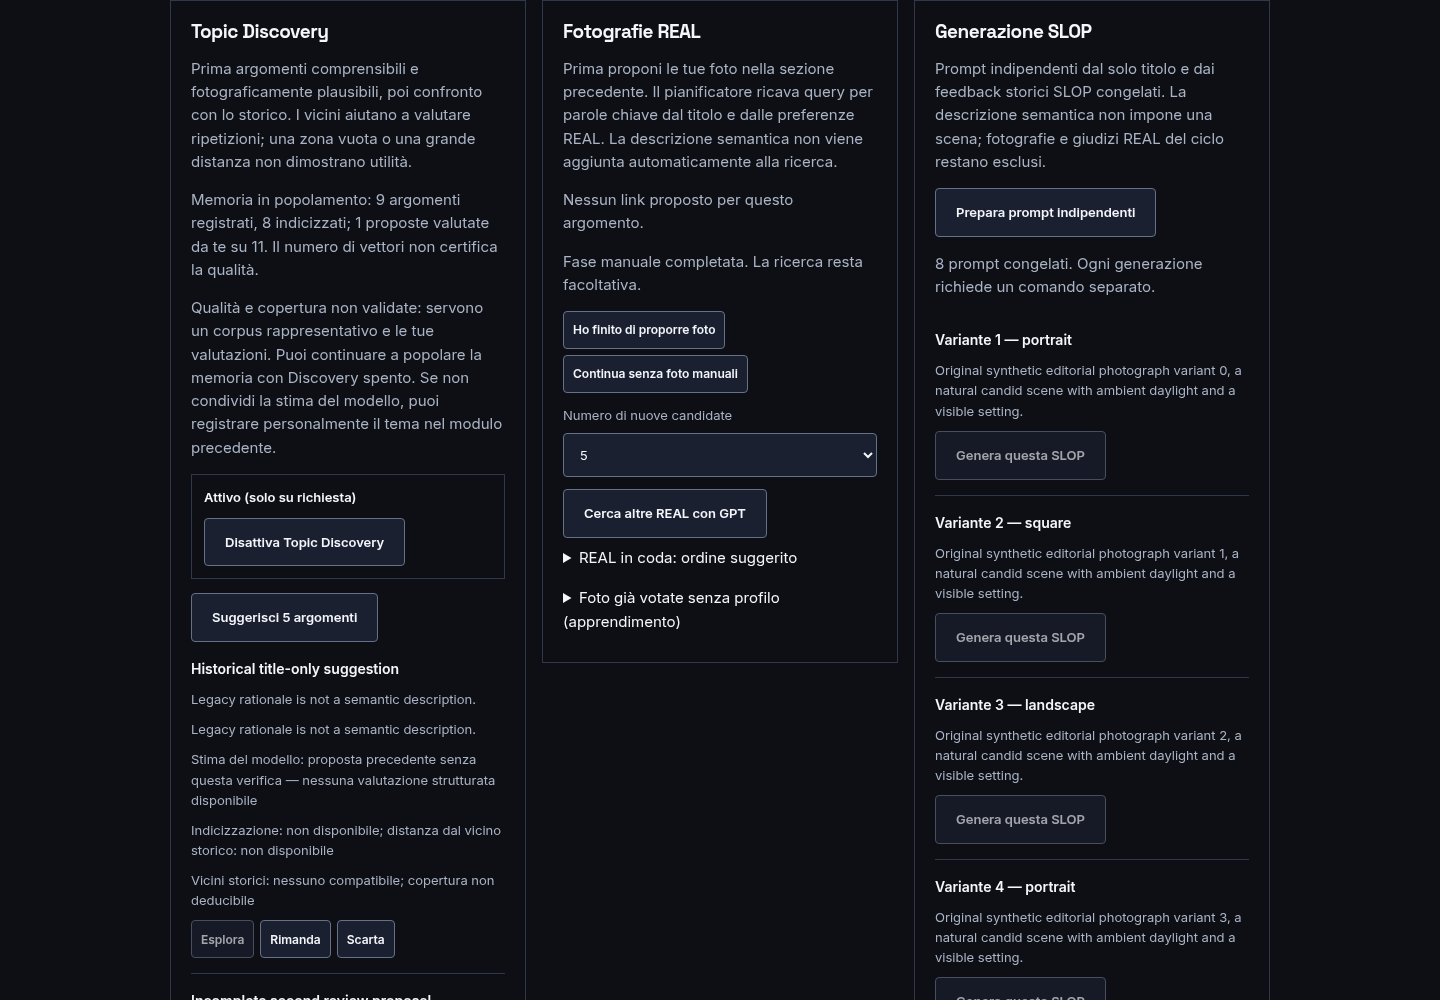 Topic Discovery
Prima argomenti comprensibili e
fotograficamente plausibili, poi confronto
con lo storico. I vicini aiutano a valutare
ripetizioni; una zona vuota o una grande
distanza non dimostrano utilità.
Memoria in popolamento: 9 argomenti
registrati, 8 indicizzati; 1 proposte valutate
da te su 11. Il numero di vettori non certifica
la qualità.
Qualità e copertura non validate: servono
un corpus rappresentativo e le tue
valutazioni. Puoi continuare a popolare la
memoria con Discovery spento. Se non
condividi la stima del modello, puoi
registrare personalmente il tema nel modulo
precedente.
Attivo (solo su richiesta)
Disattiva Topic Discovery
Suggerisci 5 argomenti
Historical title-only suggestion
Legacy rationale is not a semantic description.
Legacy rationale is not a semantic description.
Stima del modello: proposta precedente senza
questa verifica — nessuna valutazione strutturata
disponibile
Indicizzazione: non disponibile; distanza dal vicino
storico: non disponibile
Vicini storici: nessuno compatibile; copertura non
deducibile
Esplora Rimanda Scarta
Incomplete second review proposal
Fotografie REAL
Prima proponi le tue foto nella sezione
precedente. Il pianificatore ricava query per
parole chiave dal titolo e dalle preferenze
REAL. La descrizione semantica non viene
aggiunta automaticamente alla ricerca.
Nessun link proposto per questo
argomento.
Fase manuale completata. La ricerca resta
facoltativa.
Ho finito di proporre foto
Continua senza foto manuali
Numero di nuove candidate
5
Cerca altre REAL con GPT
REAL in coda: ordine suggerito
Foto già votate senza profilo
(apprendimento)
Generazione SLOP
Prompt indipendenti dal solo titolo e dai
feedback storici SLOP congelati. La
descrizione semantica non impone una
scena; fotografie e giudizi REAL del ciclo
restano esclusi.
Prepara prompt indipendenti
8 prompt congelati. Ogni generazione
richiede un comando separato.
Variante 1 — portrait
Original synthetic editorial photograph variant 0, a
natural candid scene with ambient daylight and a
visible setting.
Genera questa SLOP
Variante 2 — square
Original synthetic editorial photograph variant 1, a
natural candid scene with ambient daylight and a
visible setting.
Genera questa SLOP
Variante 3 — landscape
Original synthetic editorial photograph variant 2, a
natural candid scene with ambient daylight and a
visible setting.
Genera questa SLOP
Variante 4 — portrait
Original synthetic editorial photograph variant 3, a
natural candid scene with ambient daylight and a
visible setting.
Genera questa SLOP